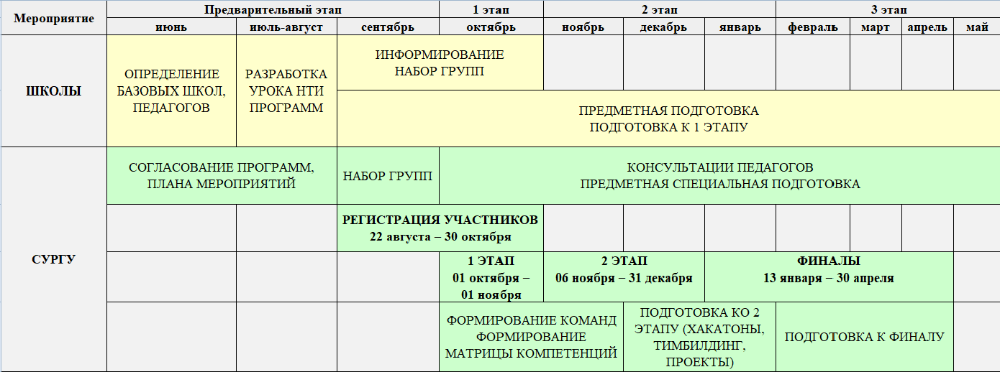 Мероприятие
Предварительный этап
1 этап
2 этап
3 этап
июнь
июль-август
сентябрь
октябрь
ноябрь
декабрь
январь
февраль
март
апрель
май
ШКОЛЫ
ОПРЕДЕЛЕНИЕ
БАЗОВЫХ ШКОЛ,
ПЕДАГОГОВ
РАЗРАБОТКА
УРОКА НТИ
ПРОГРАММ
ИНФОРМИРОВАНИЕ
НАБОР ГРУПП
ПРЕДМЕТНАЯ ПОДГОТОВКА
ПОДГОТОВКА К 1 ЭТАПУ
СУРГУ
СОГЛАСОВАНИЕ ПРОГРАММ,
ПЛАНА МЕРОПРИЯТИЙ
НАБОР ГРУПП
КОНСУЛЬТАЦИИ ПЕДАГОГОВ
ПРЕДМЕТНАЯ СПЕЦИАЛЬНАЯ ПОДГОТОВКА
РЕГИСТРАЦИЯ УЧАСТНИКОВ
22 августа – 30 октября
1 ЭТАП
01 октября –
01 ноября
2 ЭТАП
06 ноября – 31 декабря
ФИНАЛЫ
13 января – 30 апреля
ФОРМИРОВАНИЕ КОМАНД
ФОРМИРОВАНИЕ
МАТРИЦЫ КОМПЕТЕНЦИЙ
ПОДГОТОВКА КО 2
ЭТАПУ (ХАКАТОНЫ,
ТИМБИЛДИНГ,
ПРОЕКТЫ)
ПОДГОТОВКА К ФИНАЛУ